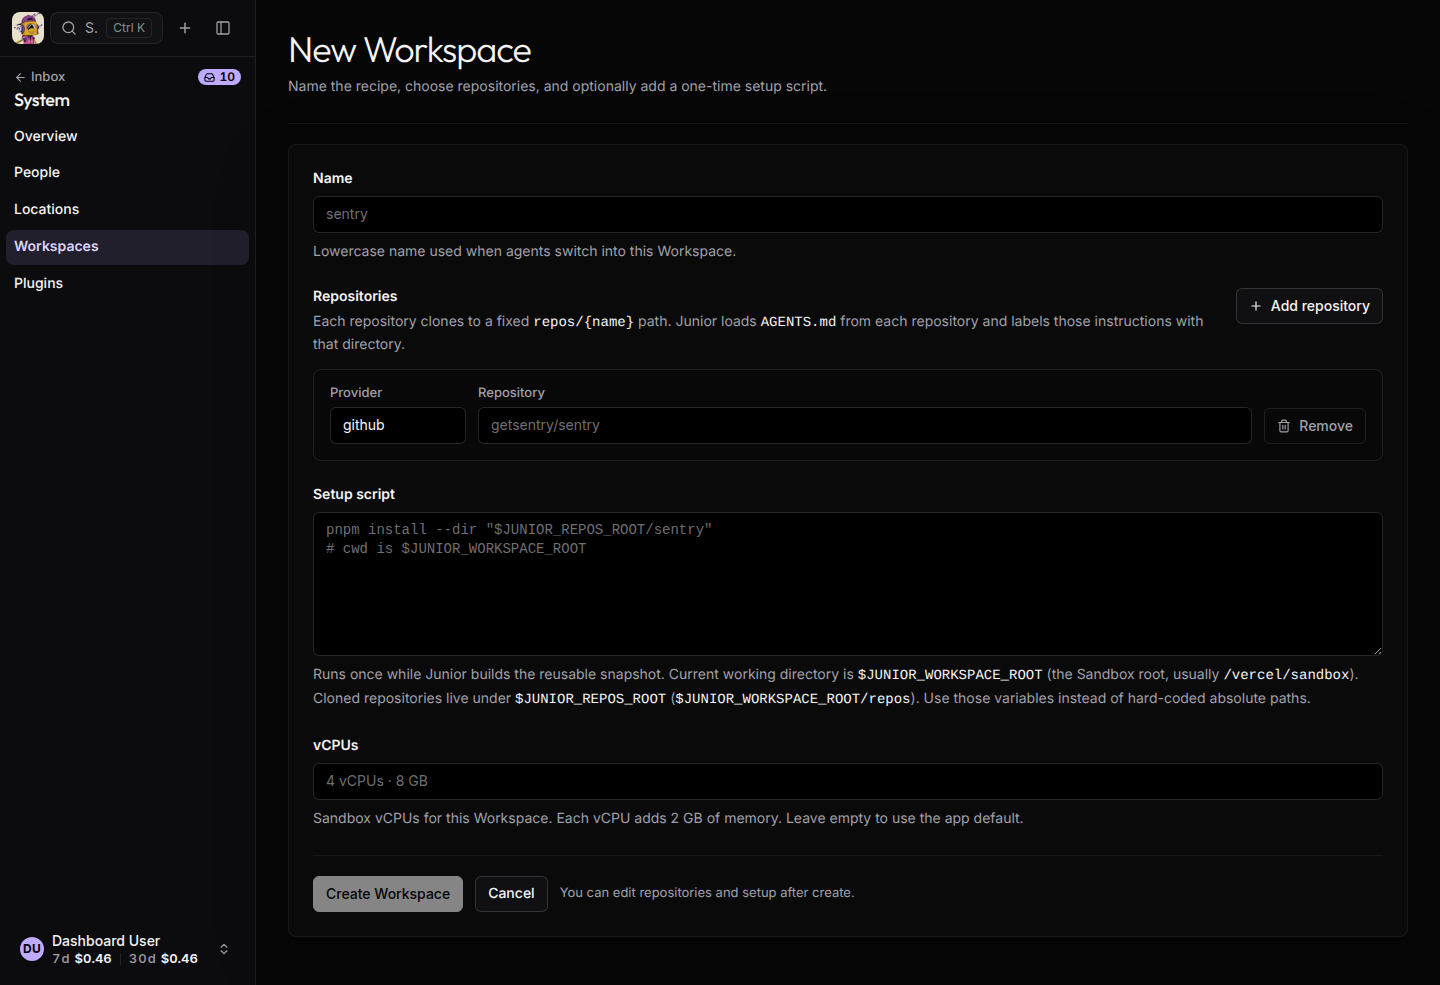 S.
Ctrl K
Inbox
10
System
Overview
People
Locations
Workspaces
Plugins
New Workspace
Name the recipe, choose repositories, and optionally add a one-time setup script.
Name
sentry
Lowercase name used when agents switch into this Workspace.
Repositories
Add repository
Each repository clones to a fixed repos/{name} path. Junior loads AGENTS.md from each repository and labels those instructions with
that directory.
Provider
Repository
github
getsentry/sentry
Remove
Setup script
pnpm install --dir "$JUNIOR_REPOS_ROOT/sentry"
# cwd is $JUNIOR_WORKSPACE_ROOT
Runs once while Junior builds the reusable snapshot. Current working directory is $JUNIOR_WORKSPACE_ROOT (the Sandbox root, usually /vercel/sandbox).
Cloned repositories live under $JUNIOR_REPOS_ROOT ($JUNIOR_WORKSPACE_ROOT/repos). Use those variables instead of hard-coded absolute paths.
vCPUs
4 vCPUs · 8 GB
Sandbox vCPUs for this Workspace. Each vCPU adds 2 GB of memory. Leave empty to use the app default.
Create Workspace
Cancel
You can edit repositories and setup after create.
DU
Dashboard User
7d $0.46 30d $0.46